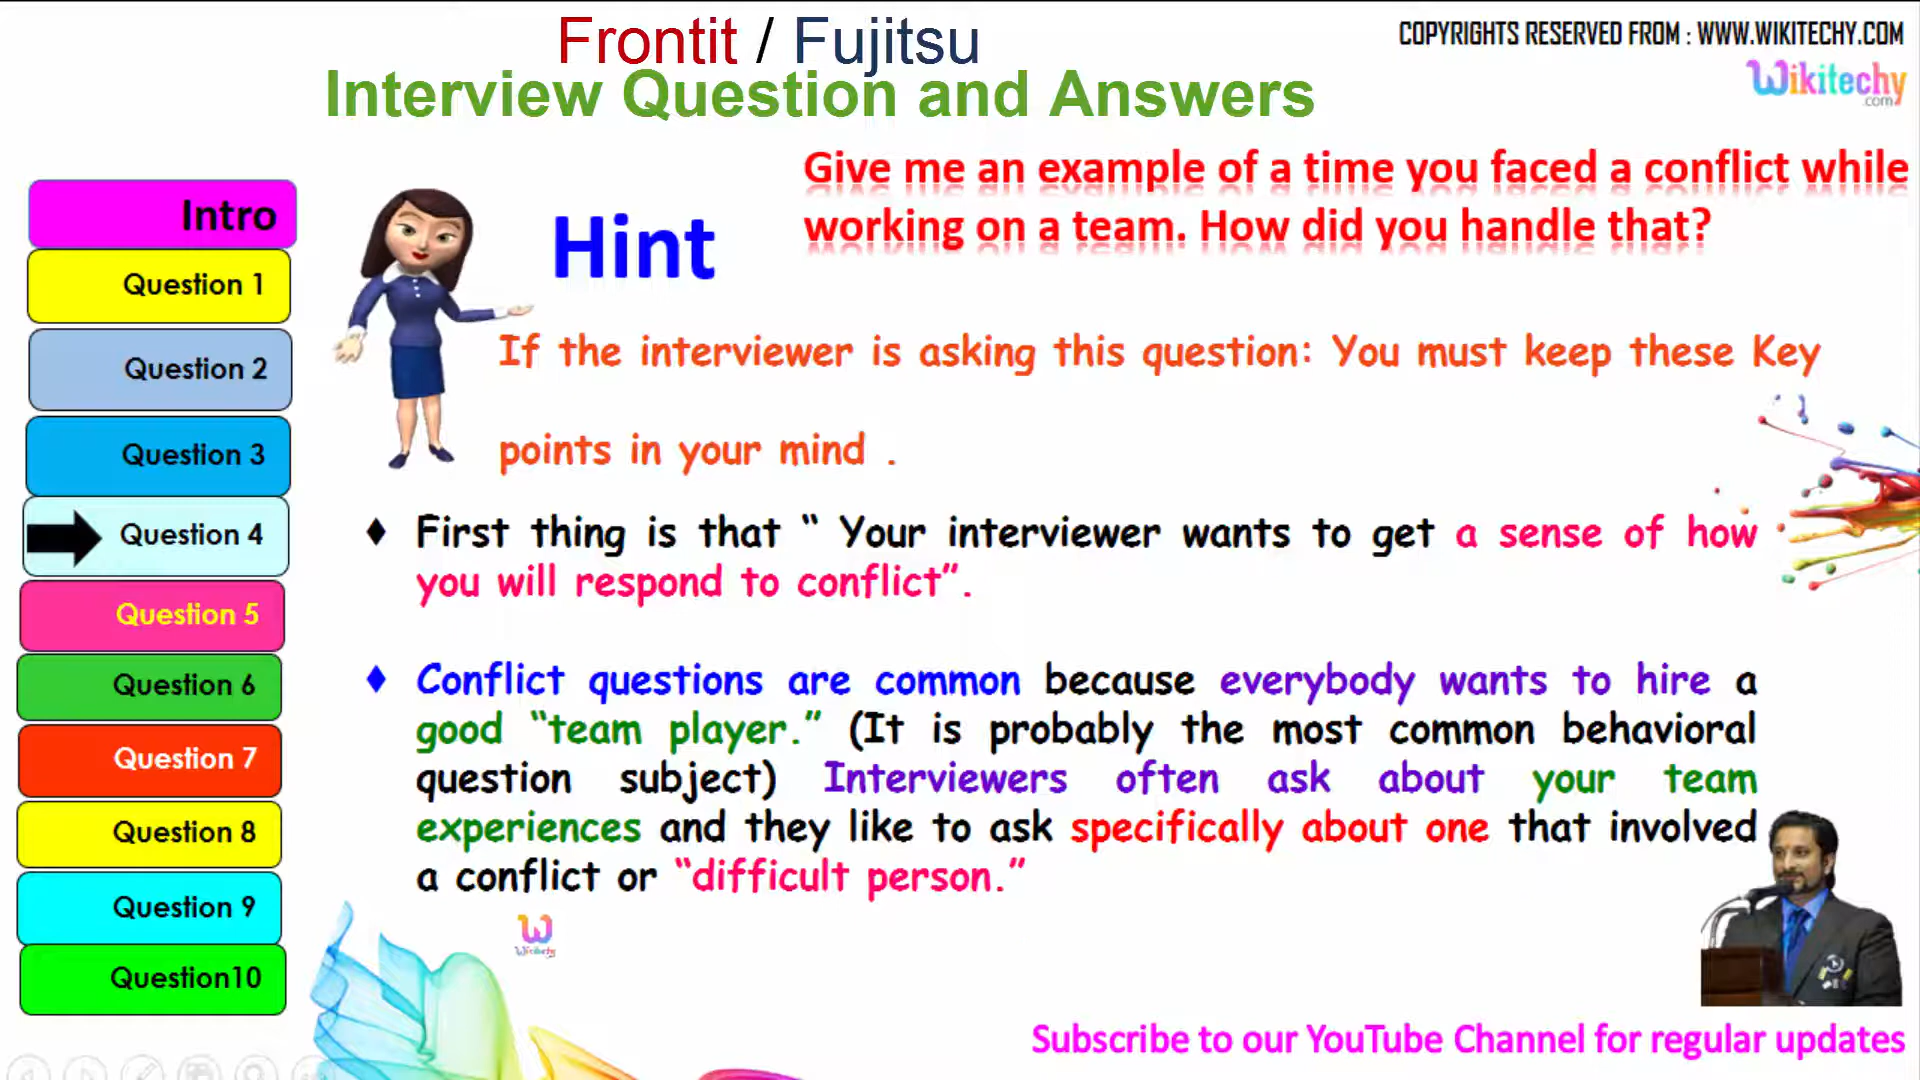 Frontit / Fujitsu
Interview Question and Answers
COPYRIGHTS RESERVED FROM : WWW.WIKITECHY.COM
Wikitechy
.com
Give me an example of a time you faced a conflict while
working on a team. How did you handle that?
Hint
Intro
Question 1
Question 2
Question 3
Question 4
Question 5
Question 6
Question 7
Question 8
Question 9
Question10
If the interviewer is asking this question: You must keep these Key
points in your mind .
♦ First thing is that “ Your interviewer wants to get a sense of how
you will respond to conflict”.
♦ Conflict questions are common because everybody wants to hire a
good “team player.” (It is probably the most common behavioral
question subject) Interviewers often ask about your team
experiences and they like to ask specifically about one that involved
a conflict or “difficult person.”
W
Wikitechy
Subscribe to our YouTube Channel for regular updates